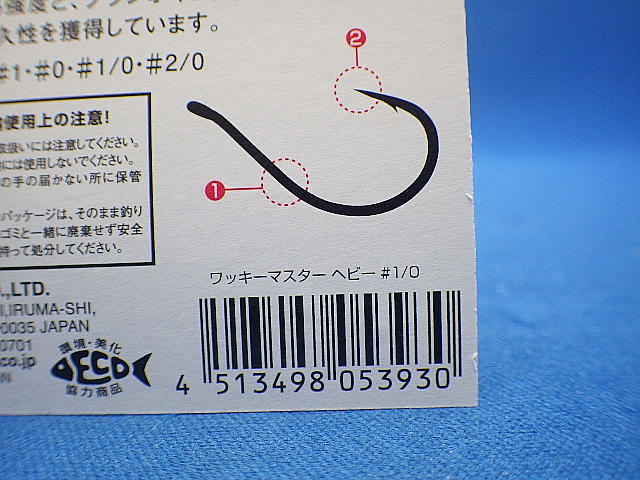 久性を獲得しています。
#1・#0・#1/0・#2/0
使用上の注意!
取扱いには注意してください。
には使用しないでください。
の手の届かない所に保管
パッケージは、そのまま釣り
ゴミと一緒に廃棄せず安全
持って処分してください。
2
1
ワッキーマスター ヘビー #1/0
.,LTD.
I,IRUMA-SHI,
0035 JAPAN
0701
co.jp
環境・美化
DECO
協力商品
4 513498 053930